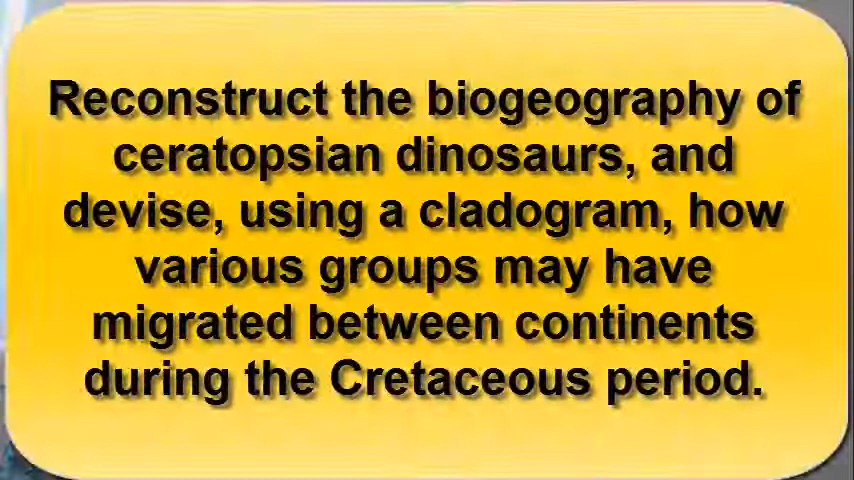 Reconstruct the biogeography of
ceratopsian dinosaurs, and
devise, using a cladogram, how
various groups may have
migrated between continents
during the Cretaceous period.